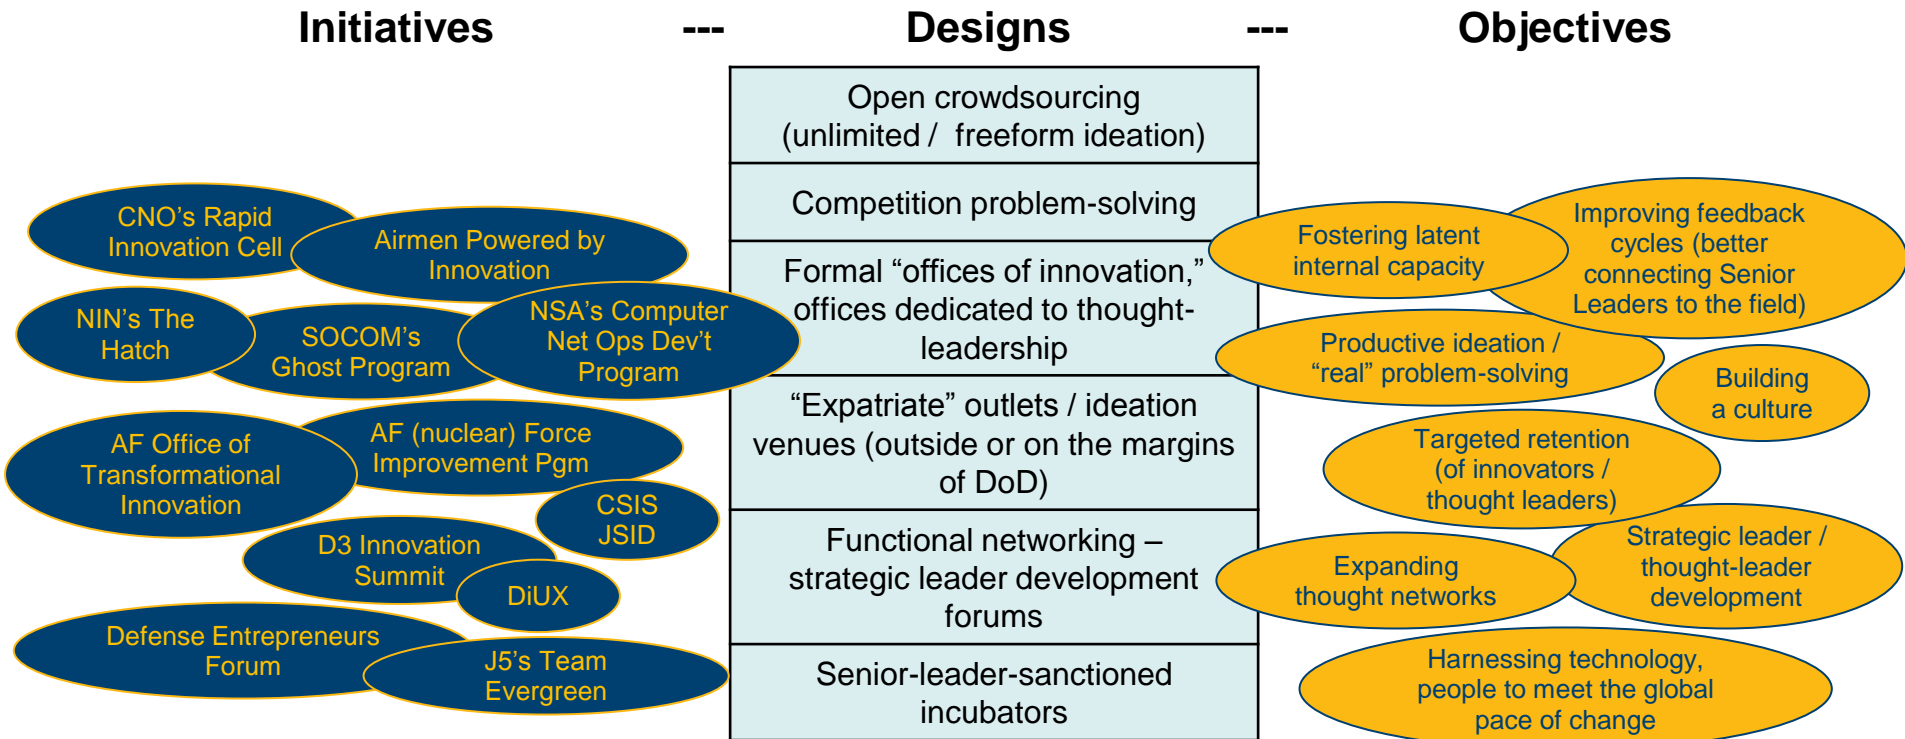 Initiatives --- Designs --- Objectives
Open crowdsourcing
(unlimited / freeform ideation)
Competition problem-solving
Formal “offices of innovation,”
offices dedicated to thought-
leadership
“Expatriate” outlets / ideation
venues (outside or on the margins
of DoD)
Functional networking –
strategic leader development
forums
Senior-leader-sanctioned
incubators
CNO’s Rapid
Innovation Cell
Airmen Powered by
Innovation
NIN’s The
Hatch
SOCOM’s
Ghost Program
NSA’s Computer
Net Ops Dev’t
Program
AF Office of
Transformational
Innovation
AF (nuclear) Force
Improvement Pgm
CSIS
JSID
D3 Innovation
Summit
DiUX
Defense Entrepreneurs
Forum
J5’s Team
Evergreen
Fostering latent
internal capacity
Improving feedback
cycles (better
connecting Senior
Leaders to the field)
Productive ideation /
“real” problem-solving
Building
a culture
Targeted retention
(of innovators /
thought leaders)
Expanding
thought networks
Strategic leader /
thought-leader
development
Harnessing technology,
people to meet the global
pace of change